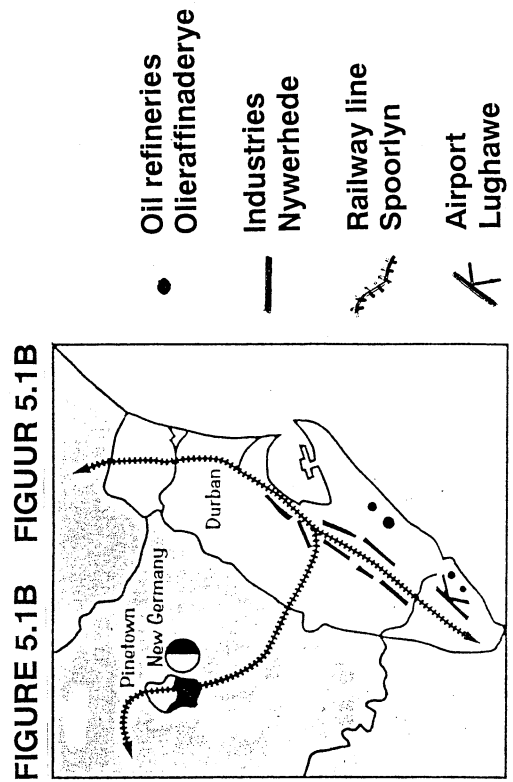 FIGURE 5.1B FIGUUR 5.1B
Pinetown
New Germany
Durban
Oil refineries
Olieraffinaderye
Industries
Nywerhede
Railway line
Spoorlyn
Airport
Lughawe